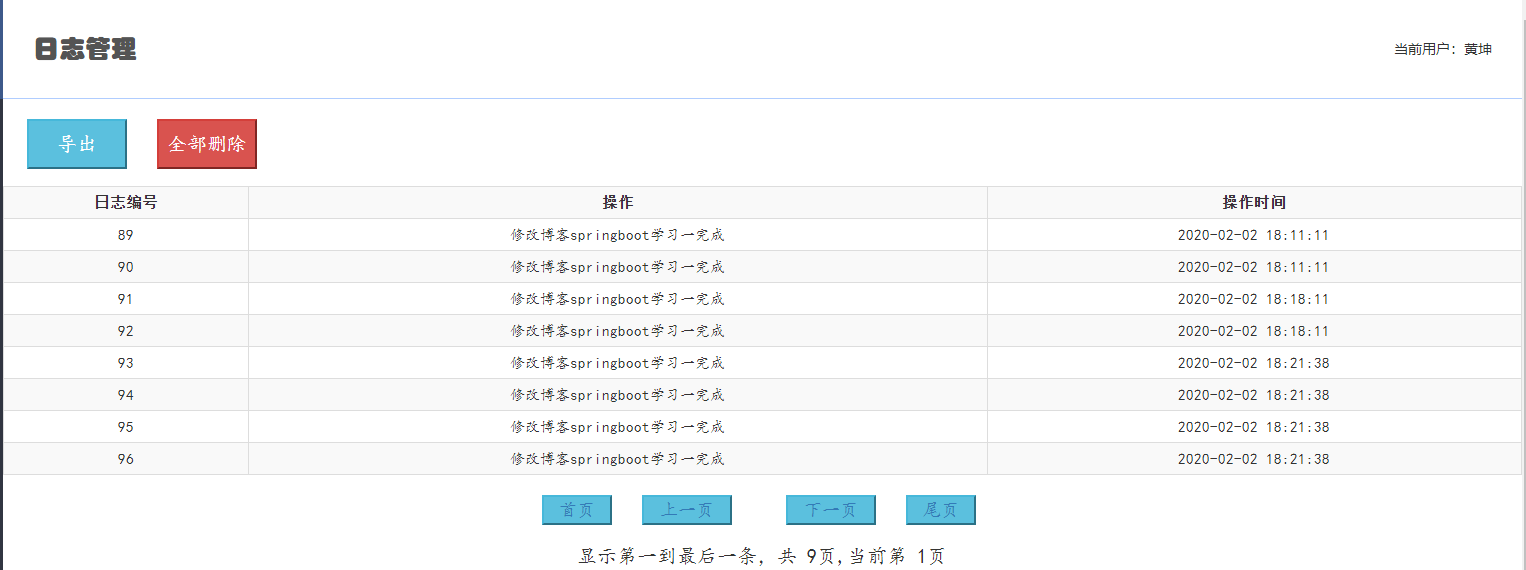 日志管理
当前用户：黄坤
导出 全部删除
日志编号 操作 操作时间
89 修改博客springboot学习一完成 2020-02-02 18:11:11
90 修改博客springboot学习一完成 2020-02-02 18:11:11
91 修改博客springboot学习一完成 2020-02-02 18:18:11
92 修改博客springboot学习一完成 2020-02-02 18:18:11
93 修改博客springboot学习一完成 2020-02-02 18:21:38
94 修改博客springboot学习一完成 2020-02-02 18:21:38
95 修改博客springboot学习一完成 2020-02-02 18:21:38
96 修改博客springboot学习一完成 2020-02-02 18:21:38
首页 上一页 下一页 尾页
显示第一到最后一条，共 9页,当前第 1页